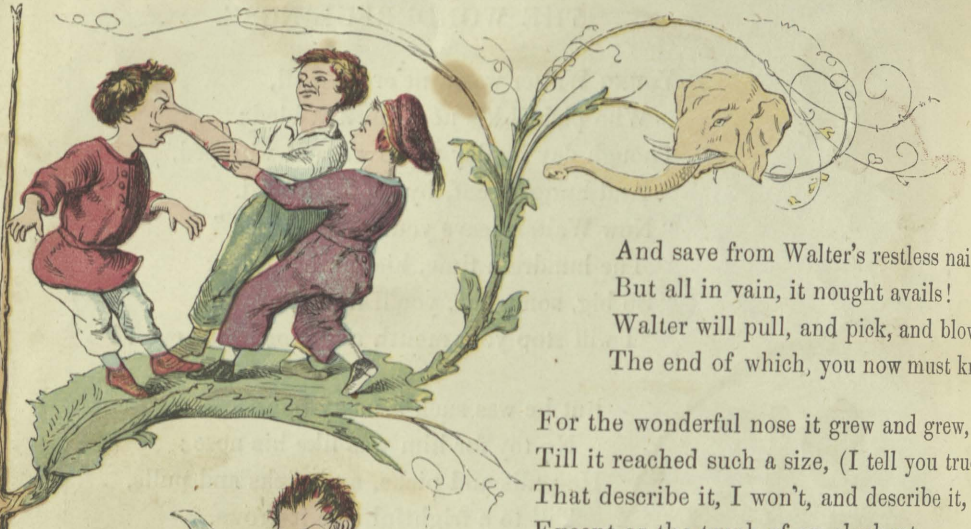 And save from Walter's restless nai
But all in vain, it nought avails!
Walter will pull, and pick, and blow
The end of which, you now must k
For the wonderful nose it grew and grew,
Till it reached such a size, (I tell you tru
That describe it, I won't, and describe it,